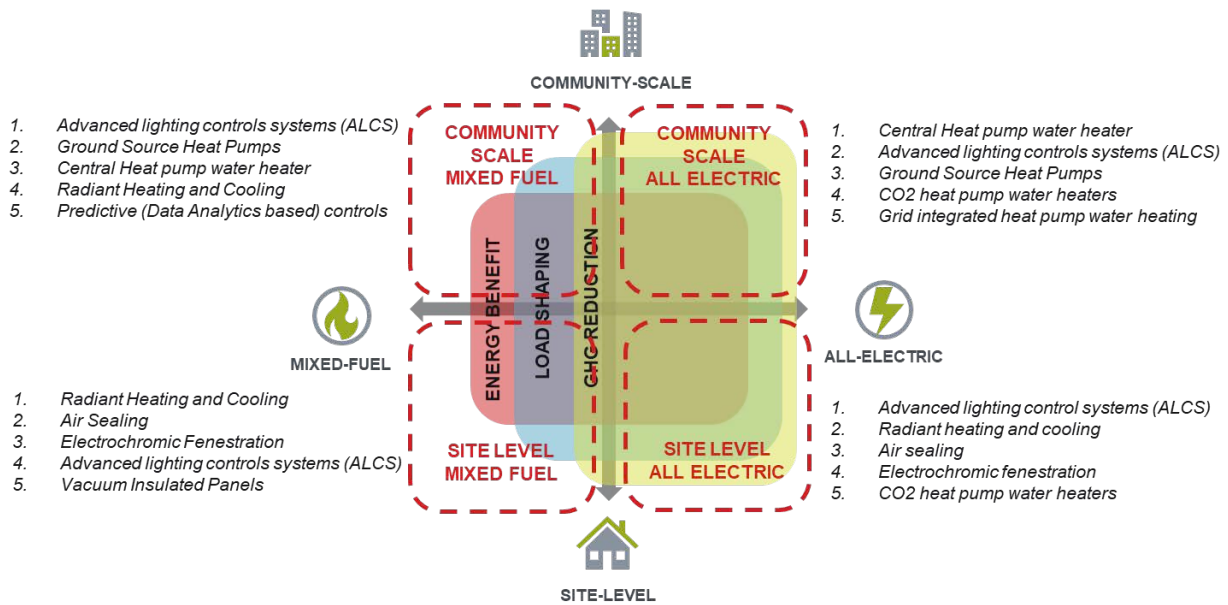 COMMUNITY-SCALE
1. Advanced lighting controls systems (ALCS)
2. Ground Source Heat Pumps
3. Central Heat pump water heater
4. Radiant Heating and Cooling
5. Predictive (Data Analytics based) controls
COMMUNITY
SCALE
MIXED FUEL
COMMUNITY
SCALE
ALL ELECTRIC
1. Central Heat pump water heater
2. Advanced lighting controls systems (ALCS)
3. Ground Source Heat Pumps
4. CO2 heat pump water heaters
5. Grid integrated heat pump water heating
ENERGY BENEFIT
LOAD SHAPING
GHG REDUCTION
MIXED-FUEL
ALL-ELECTRIC
1. Radiant Heating and Cooling
2. Air Sealing
3. Electrochromic Fenestration
4. Advanced lighting controls systems (ALCS)
5. Vacuum Insulated Panels
SITE LEVEL
MIXED FUEL
SITE LEVEL
ALL ELECTRIC
1. Advanced lighting control systems (ALCS)
2. Radiant heating and cooling
3. Air sealing
4. Electrochromic fenestration
5. CO2 heat pump water heaters
SITE-LEVEL